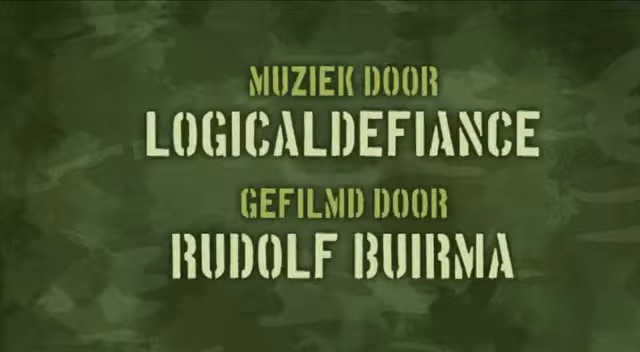 MUZIEK DOOR
LOGICALDEFIANCE
GEFILMD DOOR
RUDOLF BUIRMA